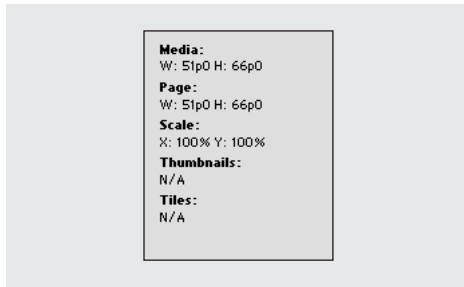 Media:
W: 51p0 H: 66p0
Page:
W: 51p0 H: 66p0
Scale:
X: 100% Y: 100%
Thumbnails:
N/A
Tiles:
N/A